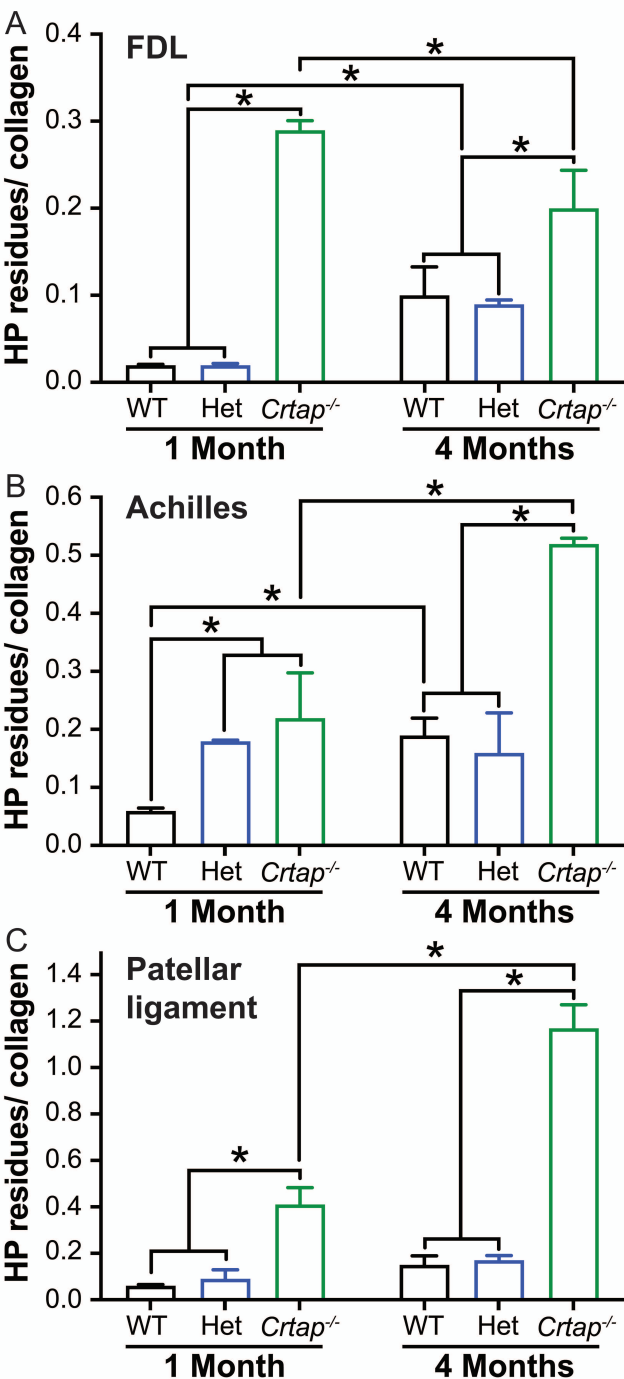 A
FDL
HP residues/ collagen
0.4
0.3
0.2
0.1
0.0
*
*
*
*
WT Het Crtap-/- WT Het Crtap-/-
1 Month 4 Months
B
Achilles
HP residues/ collagen
0.6
0.5
0.4
0.3
0.2
0.1
0.0
*
*
*
*
WT Het Crtap-/- WT Het Crtap-/-
1 Month 4 Months
C
Patellar
ligament
HP residues/ collagen
1.4
1.2
1.0
0.8
0.6
0.4
0.2
0.0
*
*
*
WT Het Crtap-/- WT Het Crtap-/-
1 Month 4 Months